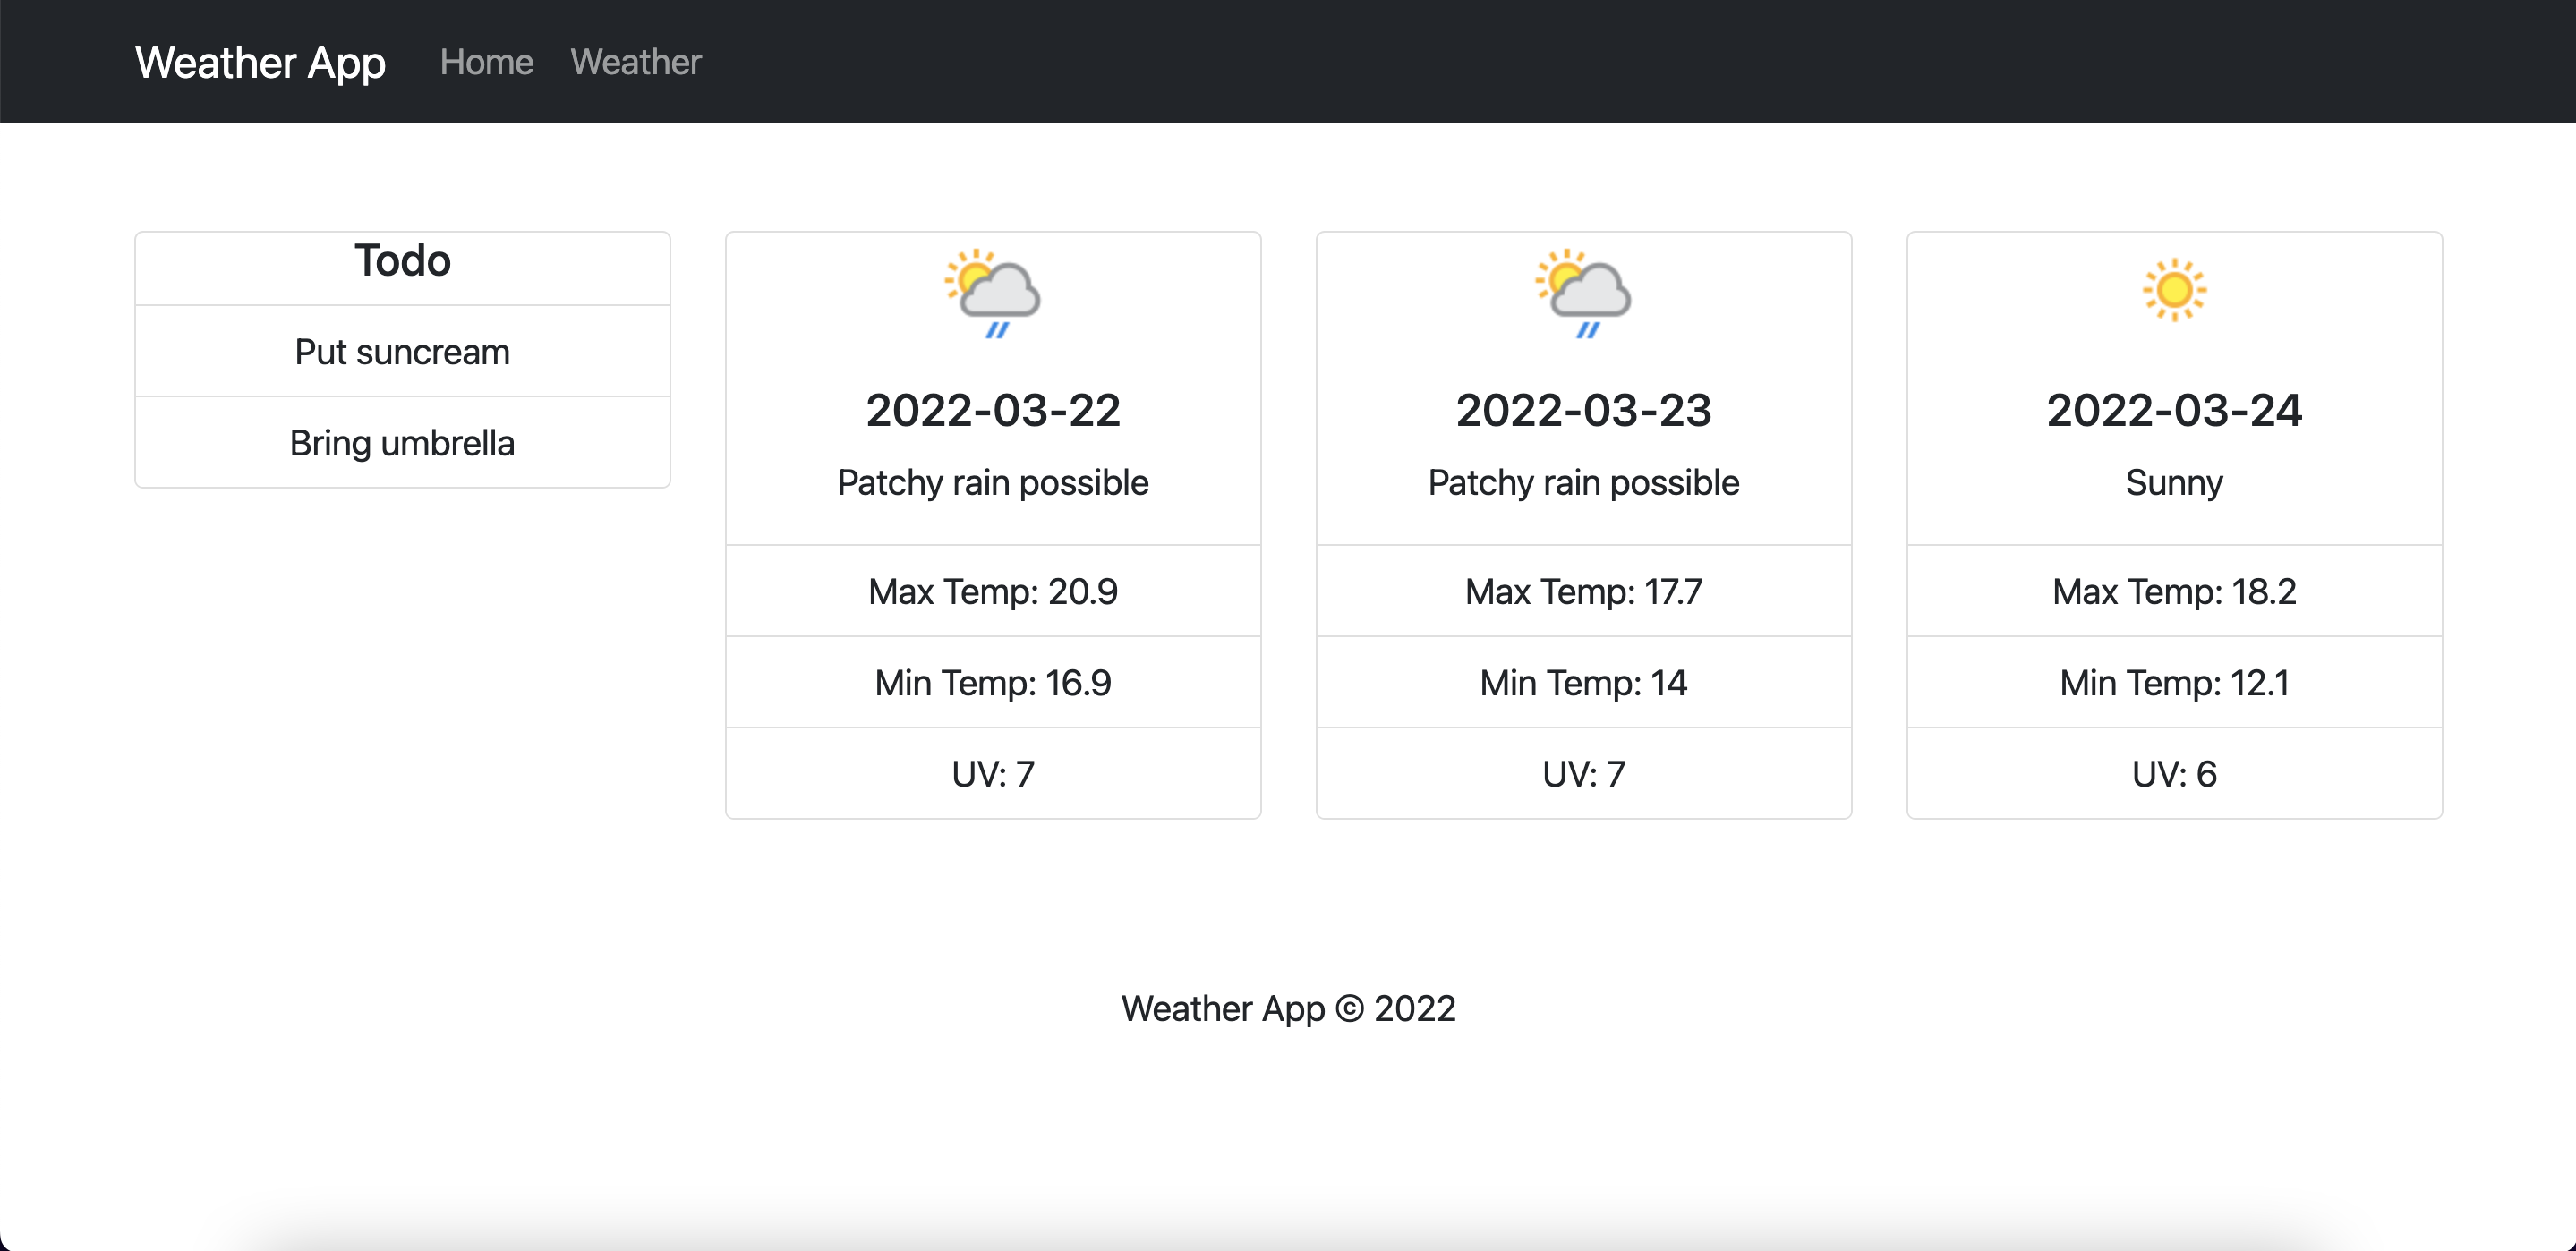 Weather App Home Weather
Todo
Put suncream
Bring umbrella
2022-03-22
Patchy rain possible
Max Temp: 20.9
Min Temp: 16.9
UV: 7
2022-03-23
Patchy rain possible
Max Temp: 17.7
Min Temp: 14
UV: 7
2022-03-24
Sunny
Max Temp: 18.2
Min Temp: 12.1
UV: 6
Weather App © 2022